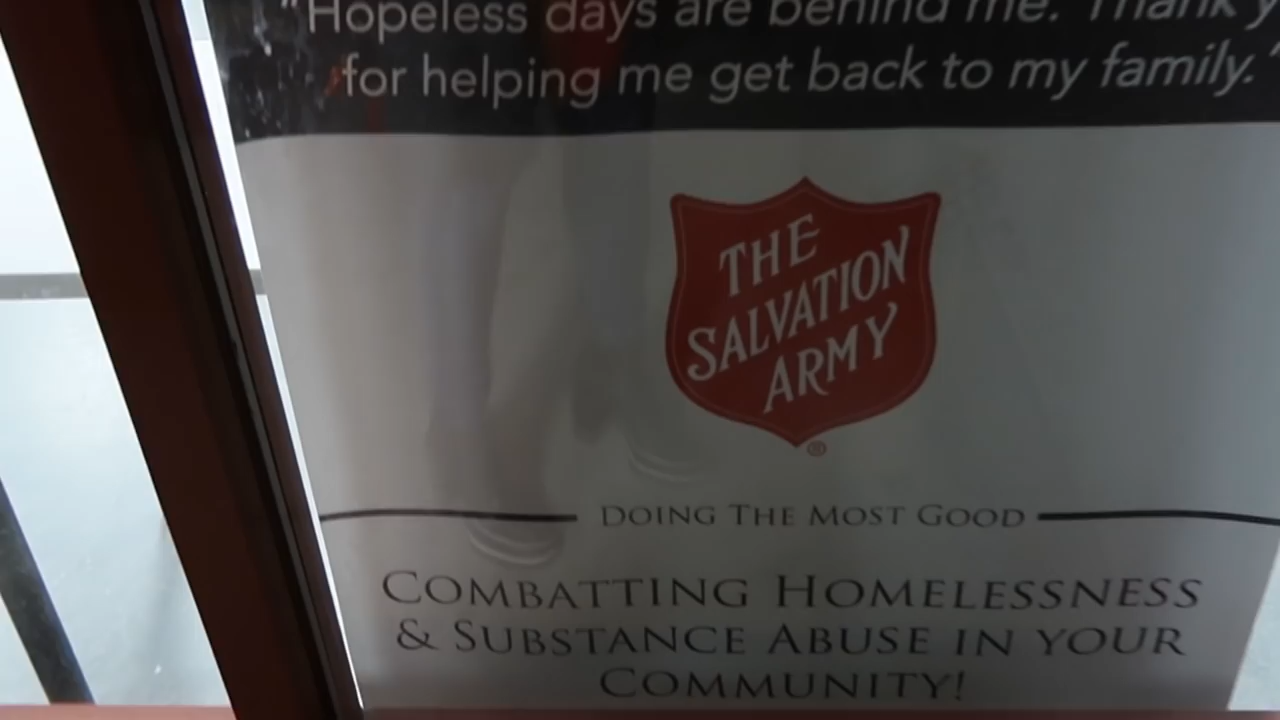 "Hopeless days are behind me. Thank
for helping me get back to my family."
THE
SALVATION
ARMY
®
DOING THE MOST GOOD
COMBATTING HOMELESSNESS
& SUBSTANCE ABUSE IN YOUR
COMMUNITY!